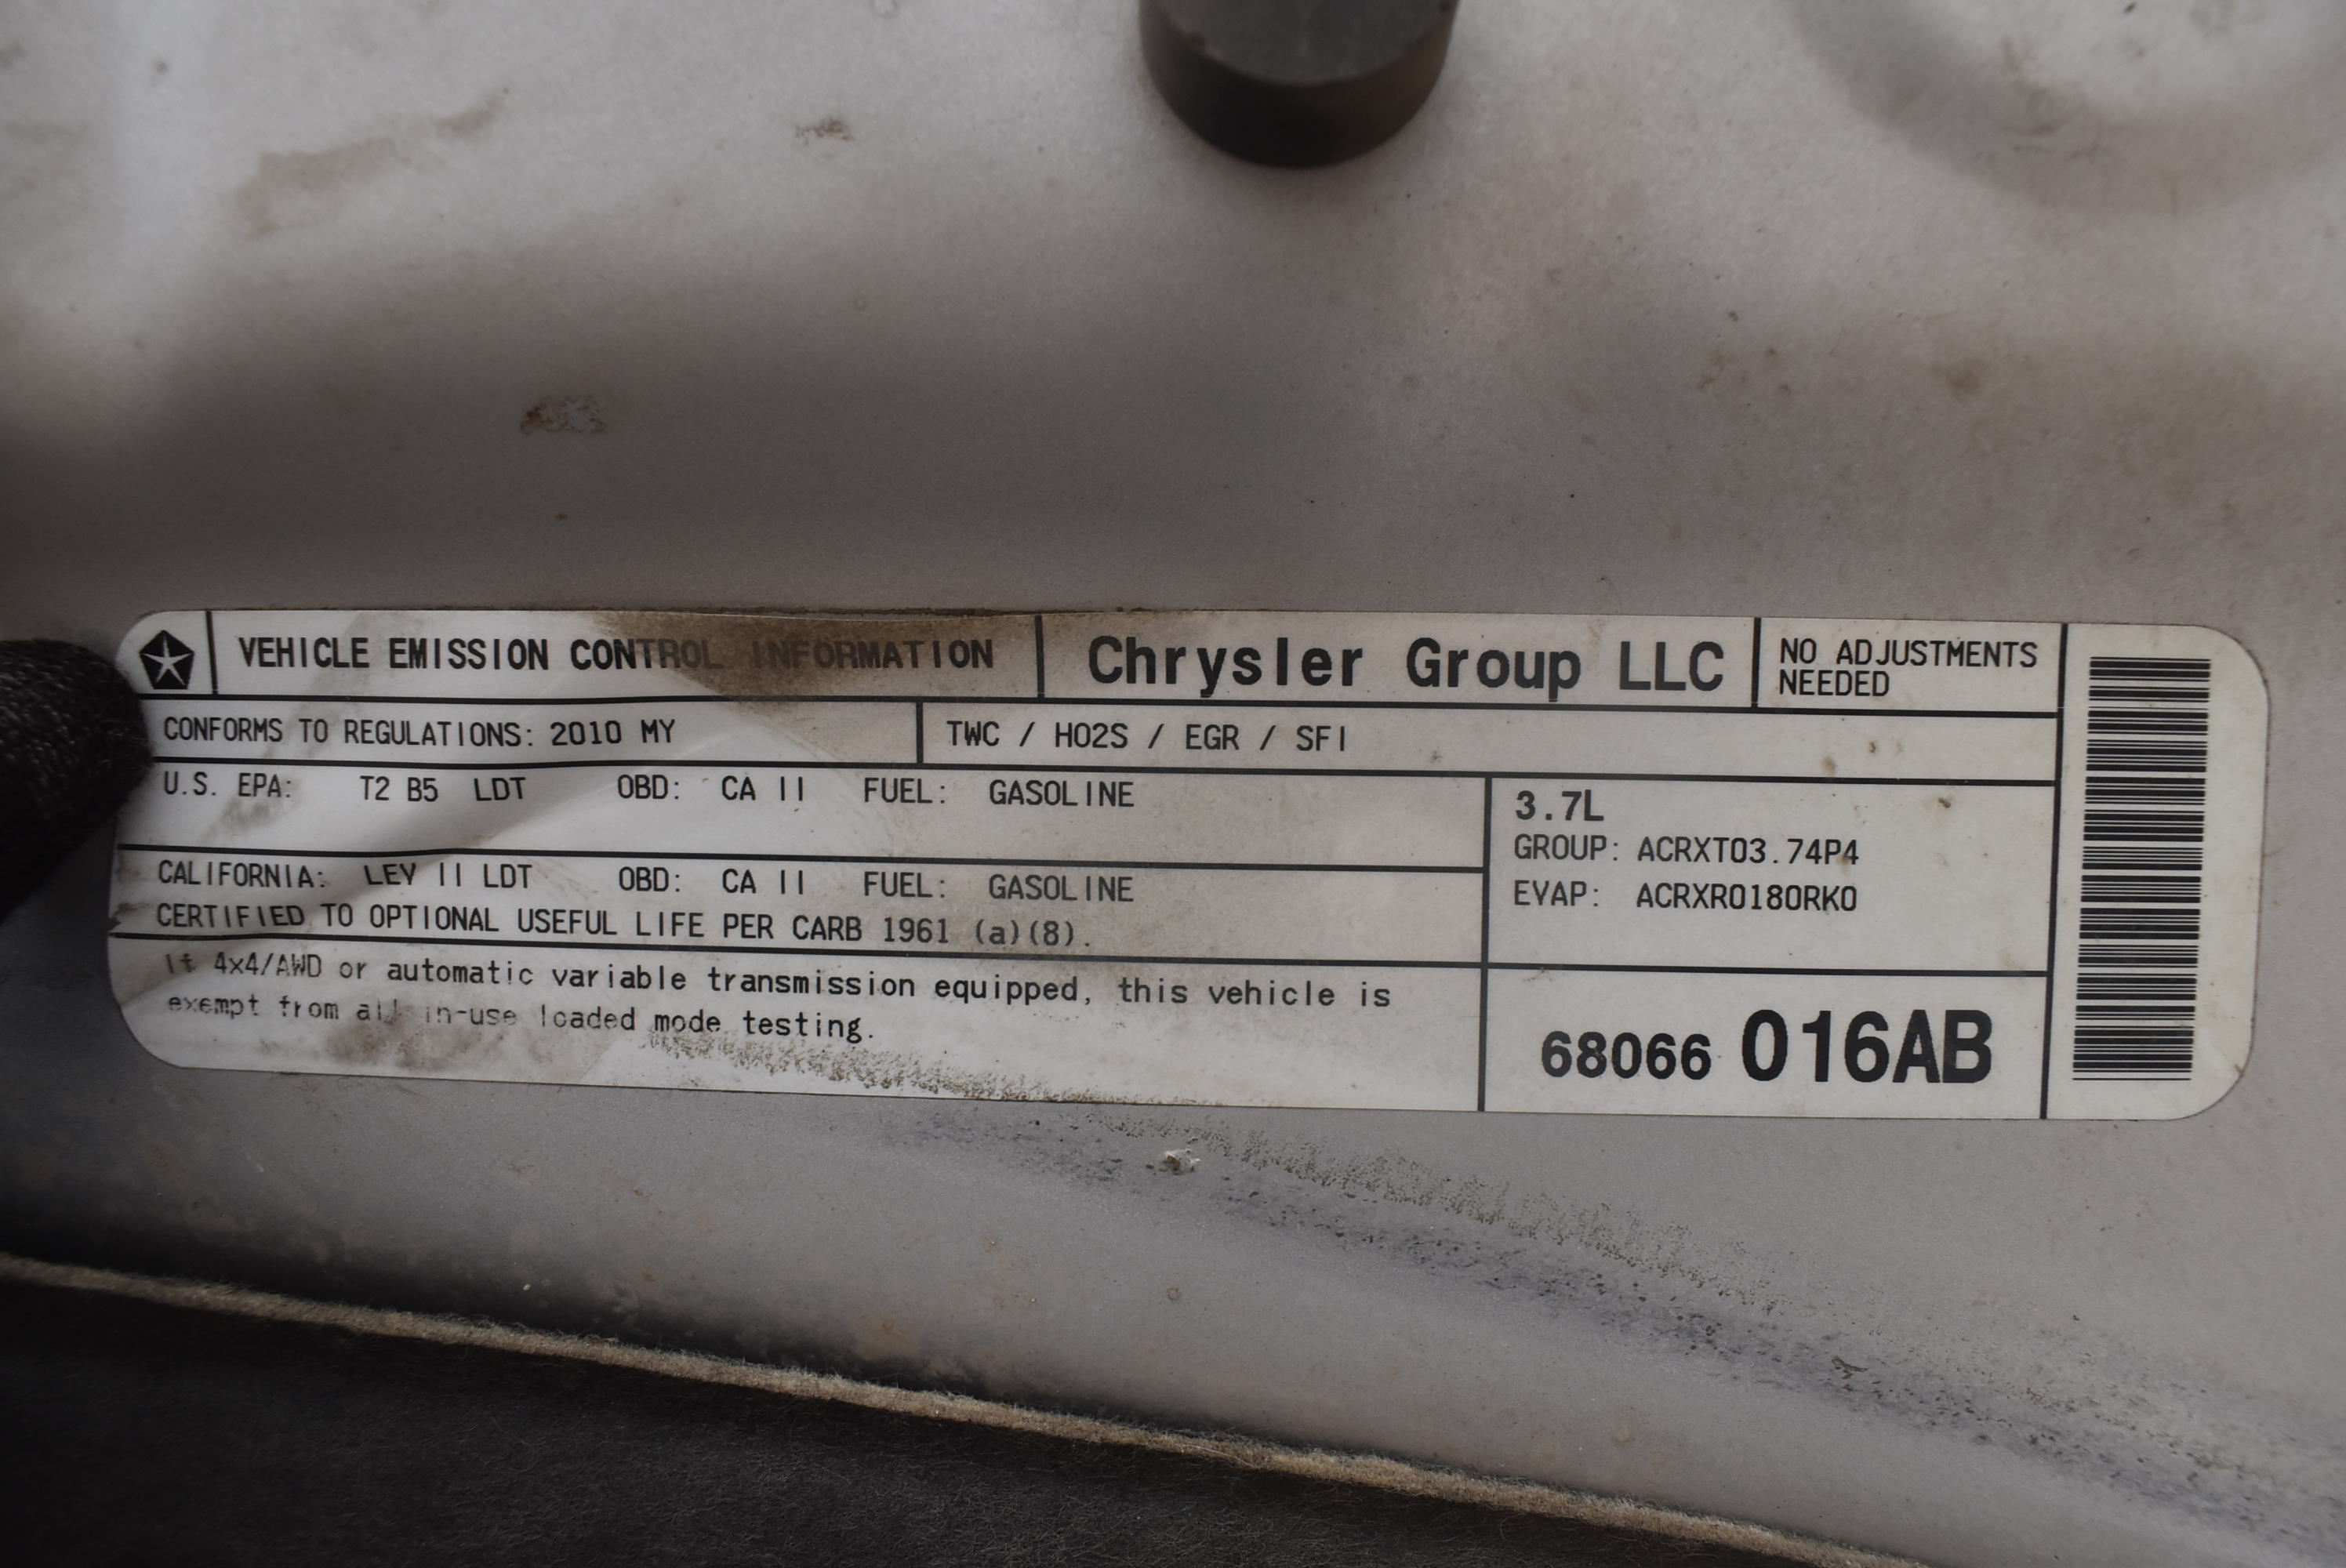 VEHICLE EMISSION CONTROL INFORMATION
Chrysler Group LLC
NO ADJUSTMENTS
NEEDED
CONFORMS TO REGULATIONS: 2010 MY
TWC / HO2S / EGR / SFI
U.S. EPA: T2 B5 LDT OBD: CA II FUEL: GASOLINE
CALIFORNIA: LEV II LDT OBD: CA II FUEL: GASOLINE
CERTIFIED TO OPTIONAL USEFUL LIFE PER CARB 1961 (a)(8).
If 4x4/AWD or automatic variable transmission equipped, this vehicle is
exempt from all in-use loaded mode testing.
3.7L
GROUP: ACRXT03.74P4
EVAP: ACRXR0180RK0
68066 016AB